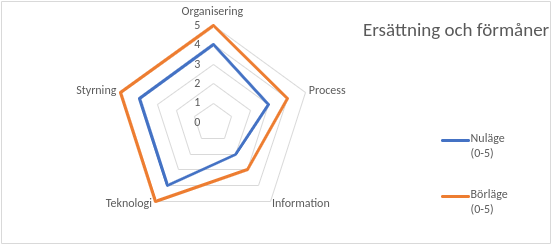 Organisering
Ersättning och förmåner
5
4
3
2
1
0
Styrning
Process
Teknologi
Information
Nuläge
(0-5)
Börläge
(0-5)